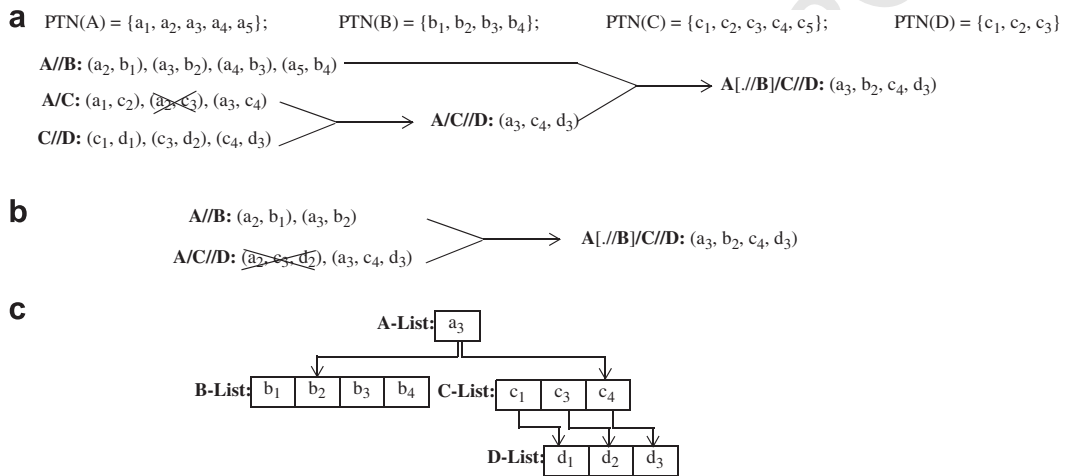 a
PTN(A) = {a1, a2, a3, a4, a5}; PTN(B) = {b1, b2, b3, b4}; PTN(C) = {c1, c2, c3, c4, c5}; PTN(D) = {c1, c2, c3}
A//B: (a2, b1), (a3, b2), (a4, b3), (a5, b4)
A/C: (a1, c2), (a2, c3), (a3, c4)
C//D: (c1, d1), (c3, d2), (c4, d3)
A/C//D: (a3, c4, d3)
A[.//B]/C//D: (a3, b2, c4, d3)
b
A//B: (a2, b1), (a3, b2)
A/C//D: (a2, c3, d2), (a3, c4, d3)
A[.//B]/C//D: (a3, b2, c4, d3)
c
A-List: a3
B-List: b1 b2 b3 b4
C-List: c1 c3 c4
D-List: d1 d2 d3